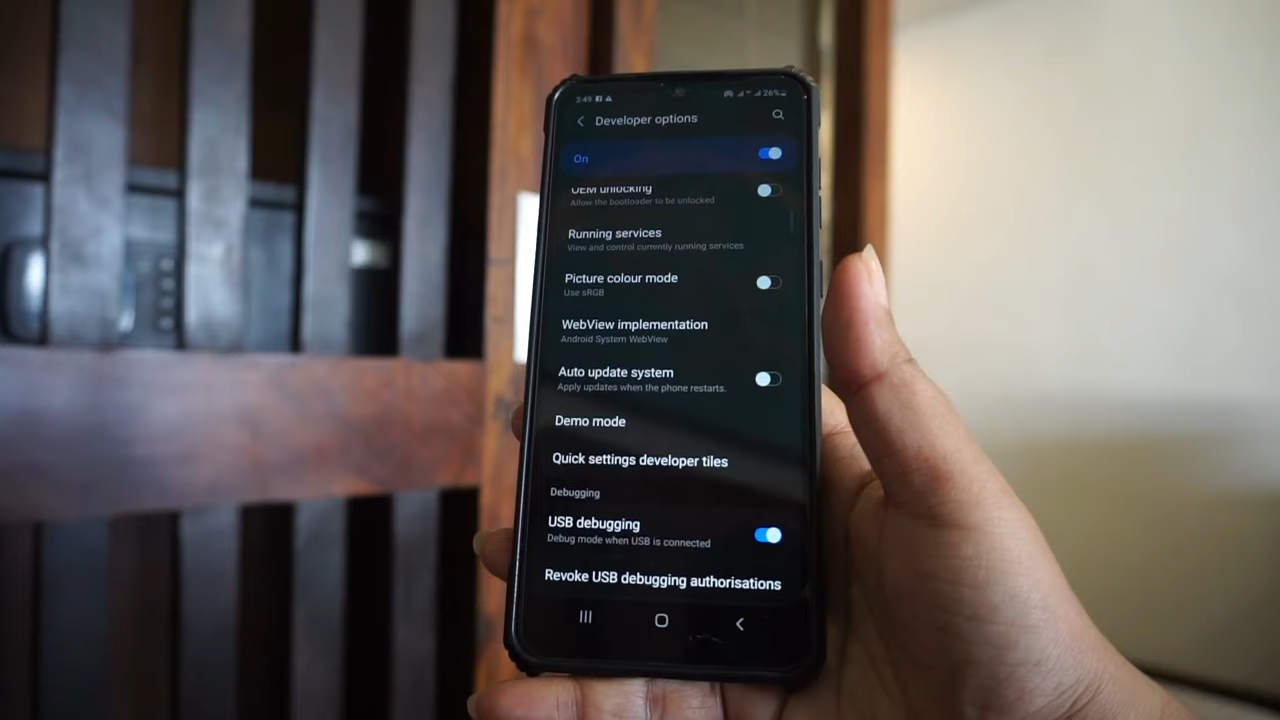 3:49
26%
Developer options
On
OEM unlocking
Allow the bootloader to be unlocked
Running services
View and control currently running services
Picture colour mode
Use sRGB
WebView implementation
Android System WebView
Auto update system
Apply updates when the phone restarts.
Demo mode
Quick settings developer tiles
Debugging
USB debugging
Debug mode when USB is connected
Revoke USB debugging authorisations